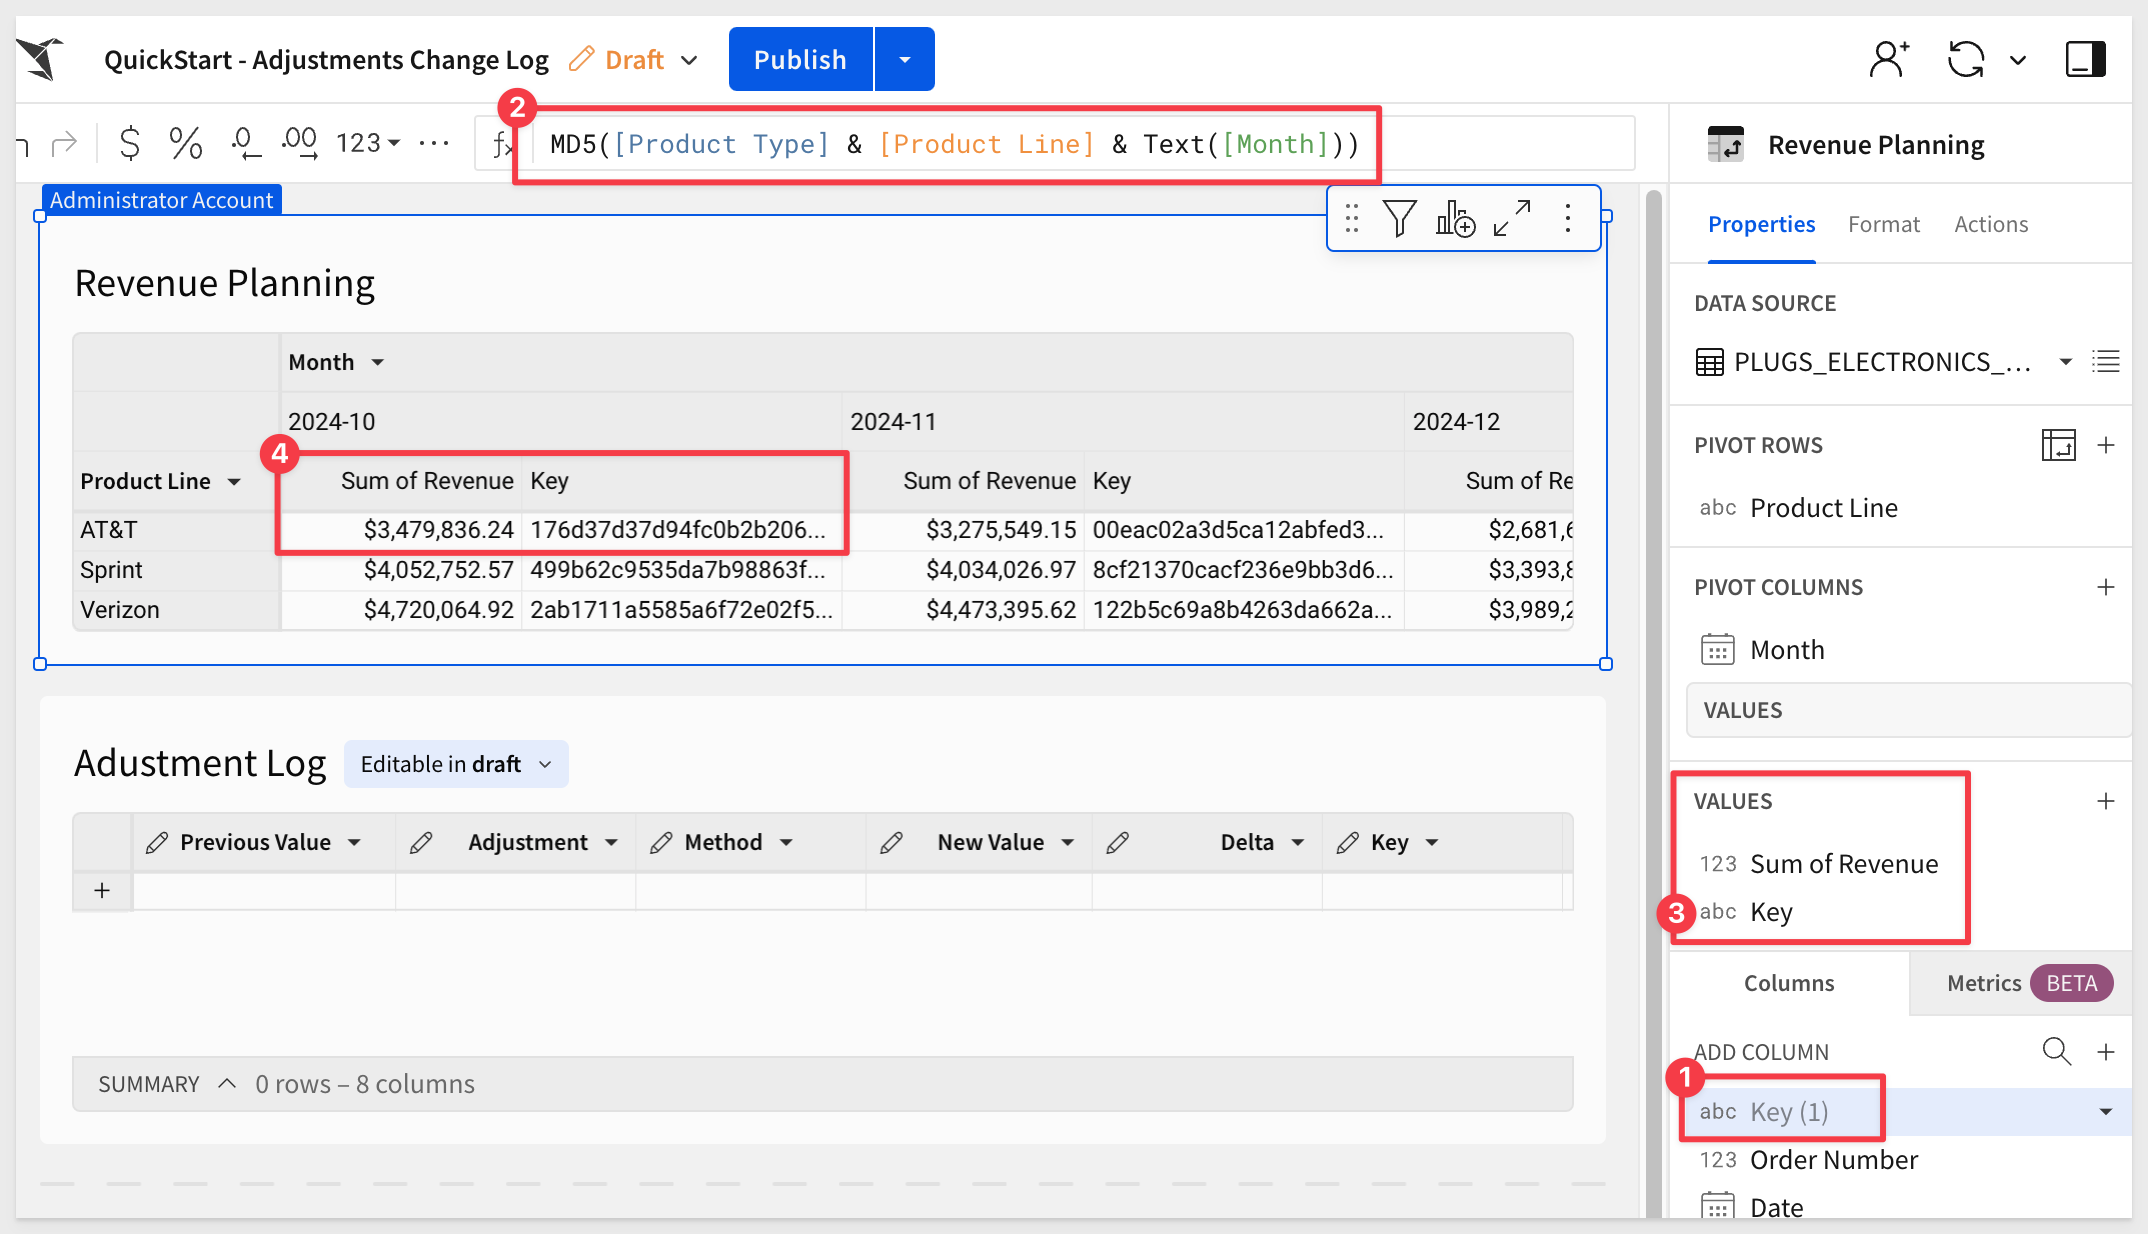 QuickStart - Adjustments Change Log Draft Publish
2
$ % .0 .00 123 ... fx MD5([Product Type] & [Product Line] & Text([Month]))
Administrator Account
Revenue Planning
Month
2024-10 2024-11 2024-12
4
Product Line Sum of Revenue Key Sum of Revenue Key Sum of Re
AT&T $3,479,836.24 176d37d37d94fc0b2b206... $3,275,549.15 00eac02a3d5ca12abfed3... $2,681,6
Sprint $4,052,752.57 499b62c9535da7b98863f... $4,034,026.97 8cf21370cacf236e9bb3d6... $3,393,8
Verizon $4,720,064.92 2ab1711a5585a6f72e02f5... $4,473,395.62 122b5c69a8b4263da662a... $3,989,2
Adustment Log Editable in draft
Previous Value Adjustment Method New Value Delta Key
+
SUMMARY 0 rows – 8 columns
Revenue Planning
Properties Format Actions
DATA SOURCE
PLUGS_ELECTRONICS_...
PIVOT ROWS
abc Product Line
PIVOT COLUMNS
Month
VALUES
VALUES
123 Sum of Revenue
3 abc Key
Columns Metrics BETA
ADD COLUMN
1
abc Key (1)
123 Order Number
Date